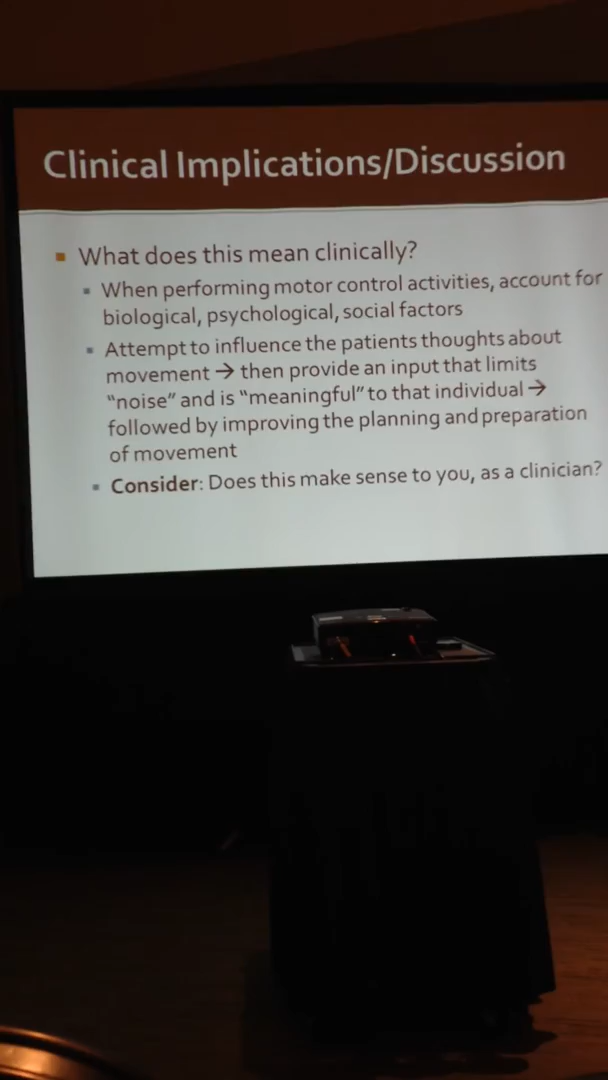 Clinical Implications/Discussion
What does this mean clinically?
When performing motor control activities, account for
biological, psychological, social factors
Attempt to influence the patients thoughts about
movement → then provide an input that limits
“noise” and is “meaningful” to that individual →
followed by improving the planning and preparation
of movement
Consider: Does this make sense to you, as a clinician?